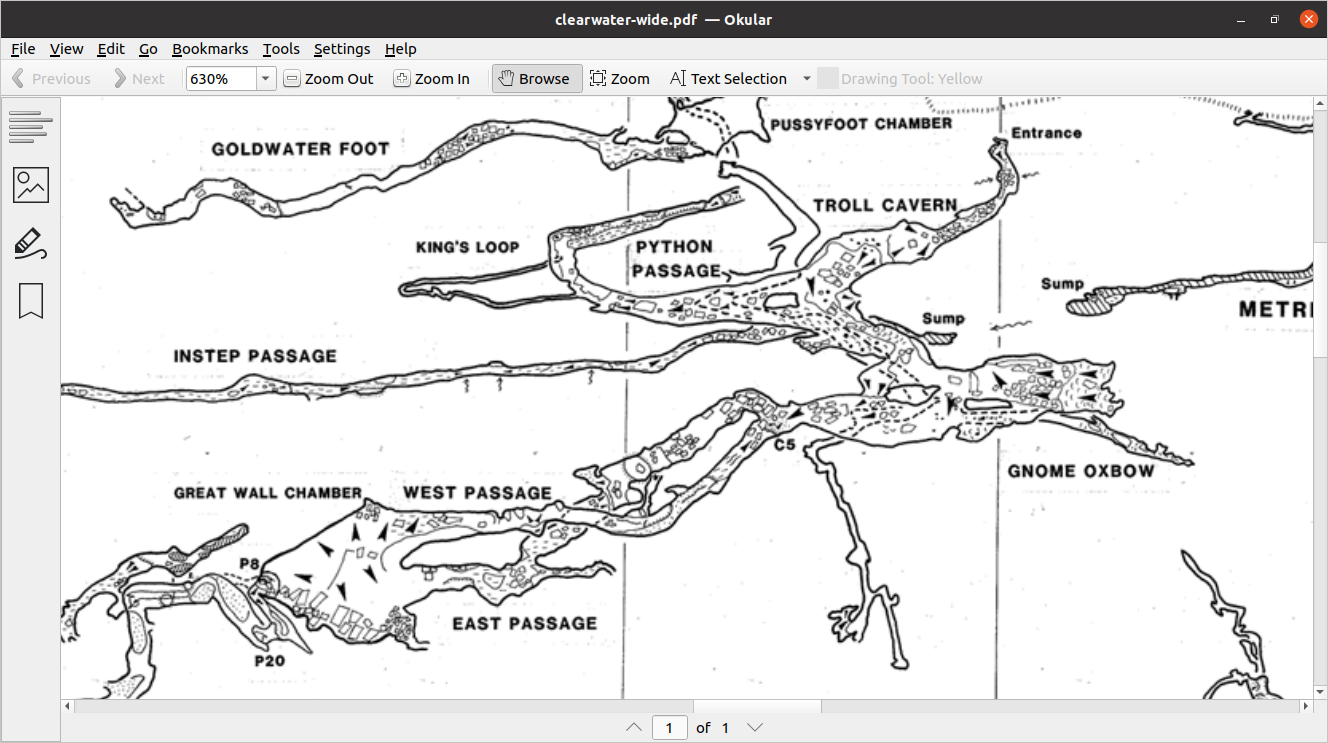 clearwater-wide.pdf — Okular
File View Edit Go Bookmarks Tools Settings Help
Previous Next 630% Zoom Out Zoom In Browse Zoom Text Selection Drawing Tool: Yellow
PUSSYFOOT CHAMBER
Entrance
GOLDWATER FOOT
TROLL CAVERN
KING'S LOOP
PYTHON
PASSAGE
Sump
METRI
Sump
INSTEP PASSAGE
C5
GNOME OXBOW
GREAT WALL CHAMBER
WEST PASSAGE
P8
EAST PASSAGE
P20
1 of 1